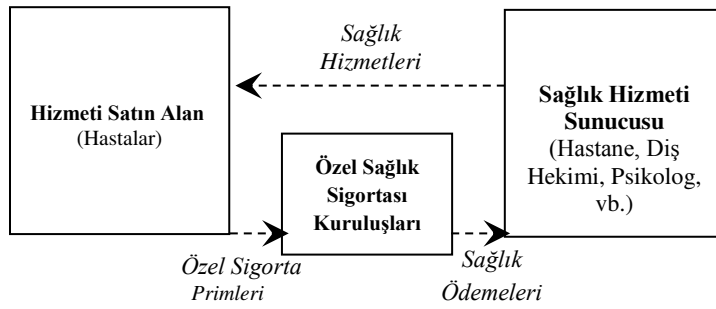 Sağlık
Hizmetleri
Hizmeti Satın Alan
(Hastalar)
Özel Sağlık
Sigortası
Kuruluşları
Sağlık Hizmeti
Sunucusu
(Hastane, Diş
Hekimi, Psikolog,
vb.)
Özel Sigorta
Primleri
Sağlık
Ödemeleri